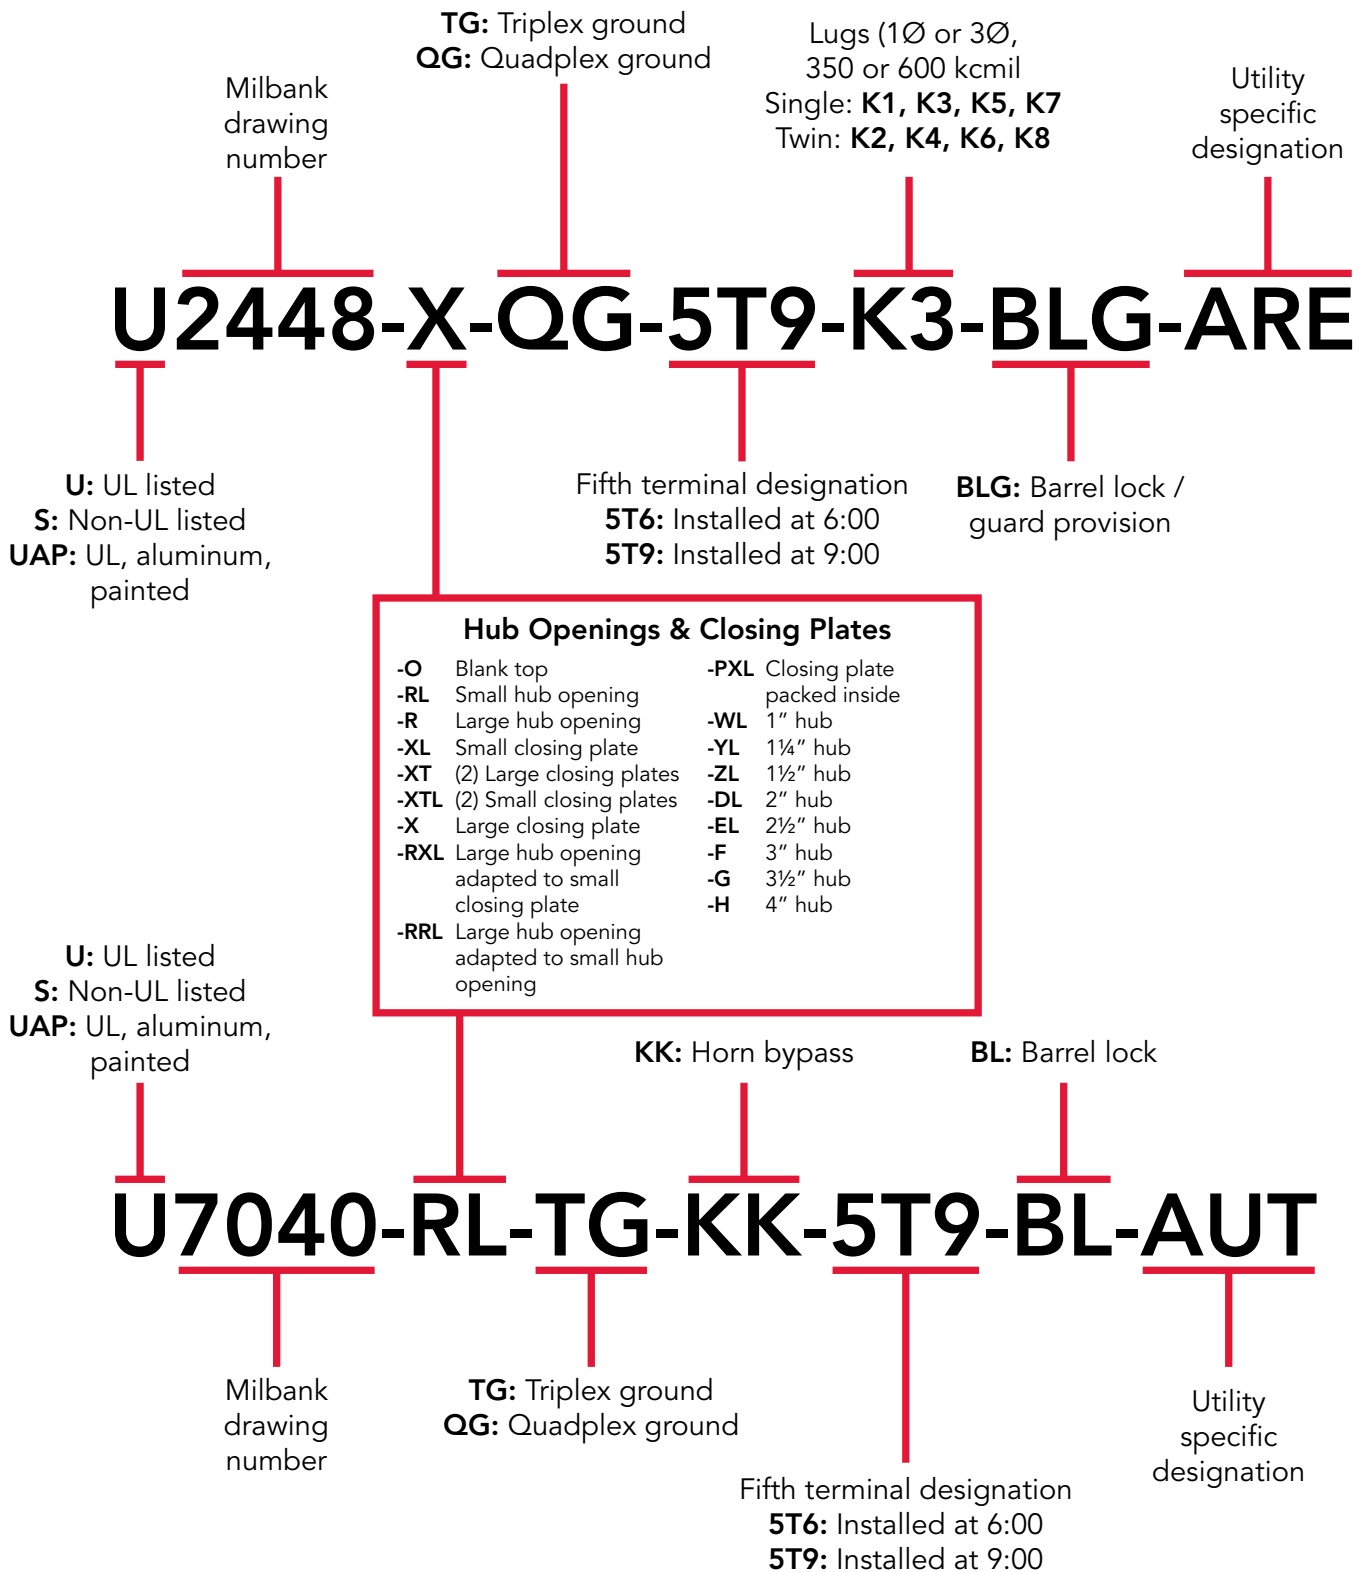 TG: Triplex ground
QG: Quadplex ground
Lugs (1Ø or 3Ø,
350 or 600 kcmil
Single: K1, K3, K5, K7
Twin: K2, K4, K6, K8
Milbank
drawing
number
Utility
specific
designation
U2448-X-QG-5T9-K3-BLG-ARE
U: UL listed
S: Non-UL listed
UAP: UL, aluminum,
painted
Fifth terminal designation
5T6: Installed at 6:00
5T9: Installed at 9:00
BLG: Barrel lock /
guard provision
Hub Openings & Closing Plates
-O Blank top
-RL Small hub opening
-R Large hub opening
-XL Small closing plate
-XT (2) Large closing plates
-XTL (2) Small closing plates
-X Large closing plate
-RXL Large hub opening
adapted to small
closing plate
-RRL Large hub opening
adapted to small hub
opening
-PXL Closing plate
packed inside
-WL 1” hub
-YL 1¼” hub
-ZL 1½” hub
-DL 2” hub
-EL 2½” hub
-F 3” hub
-G 3½” hub
-H 4” hub
U: UL listed
S: Non-UL listed
UAP: UL, aluminum,
painted
KK: Horn bypass
BL: Barrel lock
U7040-RL-TG-KK-5T9-BL-AUT
Milbank
drawing
number
TG: Triplex ground
QG: Quadplex ground
Fifth terminal designation
5T6: Installed at 6:00
5T9: Installed at 9:00
Utility
specific
designation